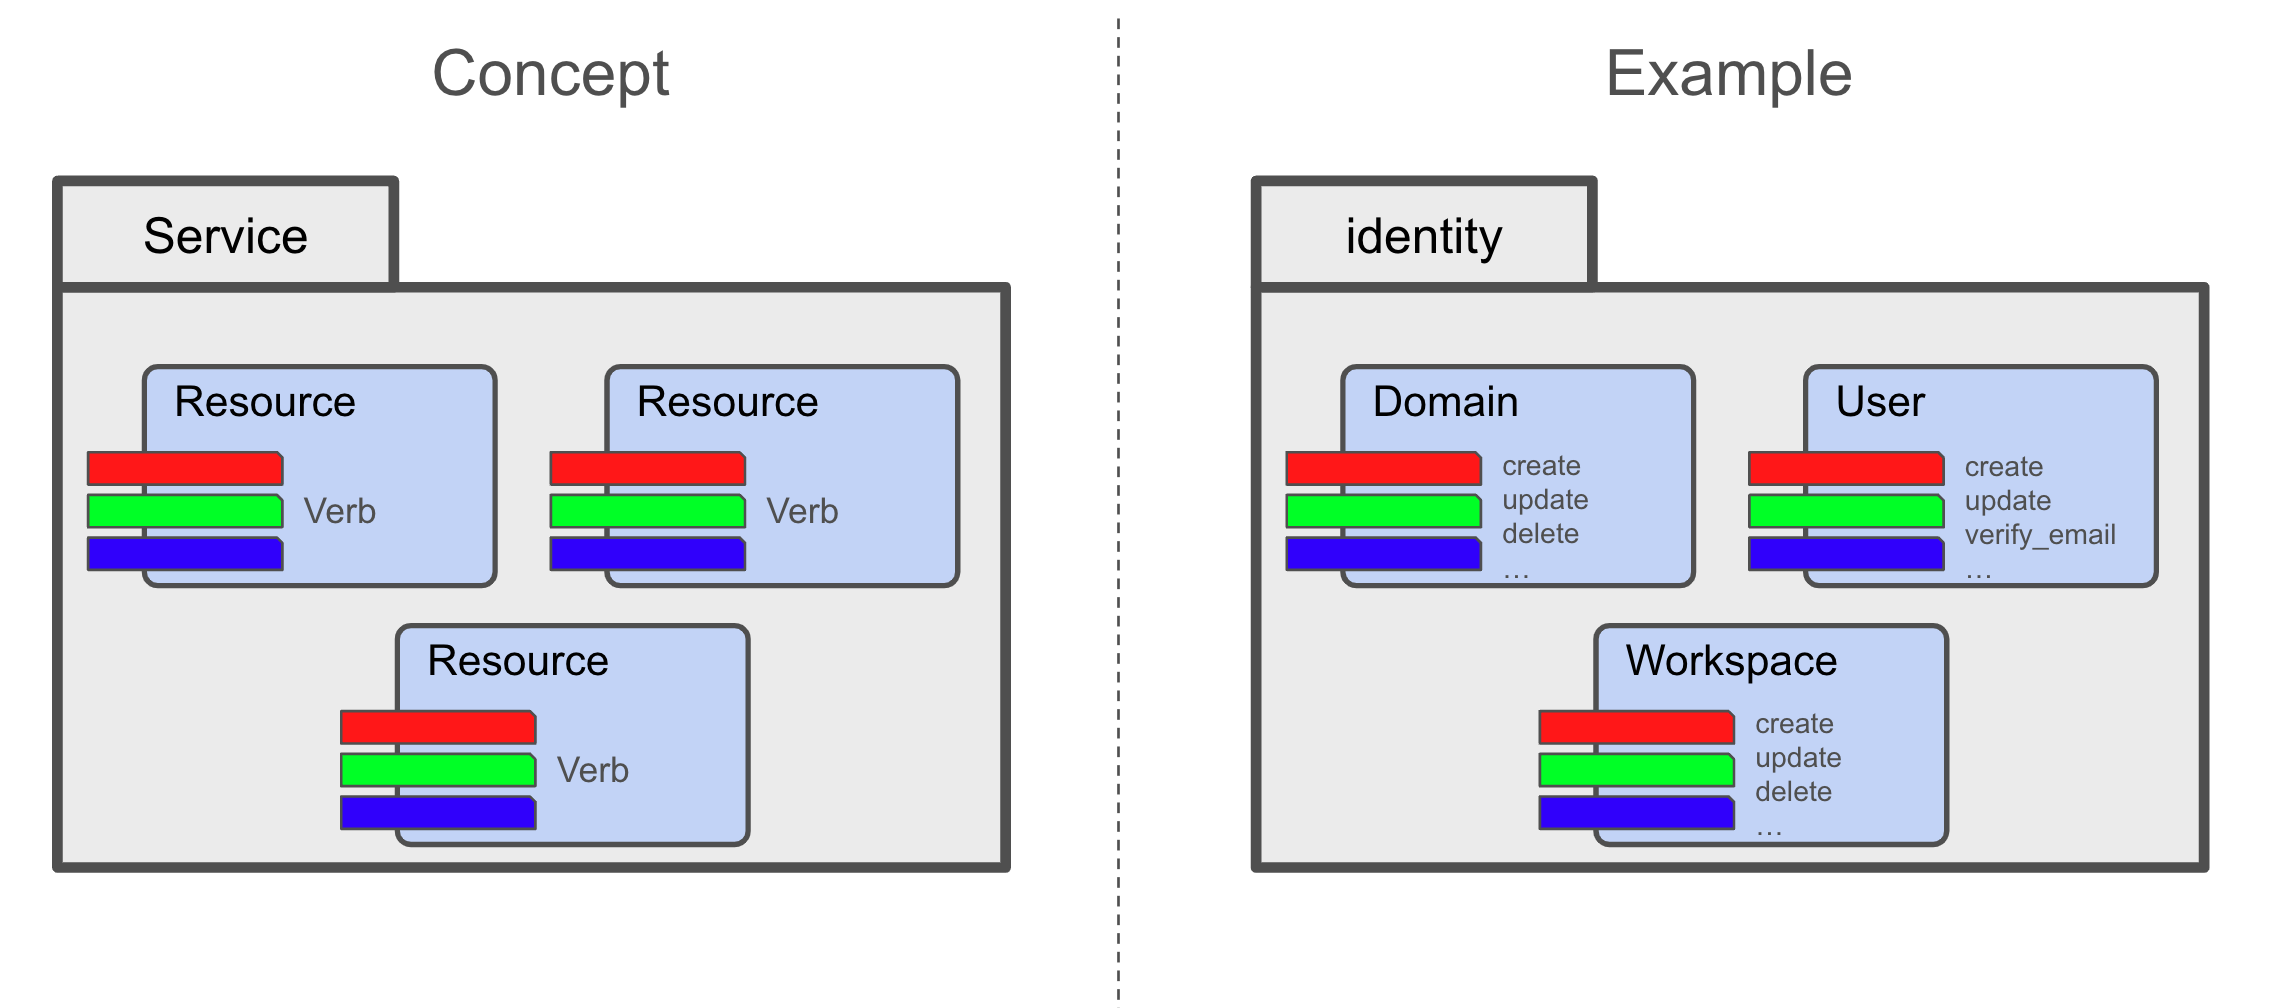 Concept
Service
Resource
Verb
Resource
Verb
Resource
Verb
Example
identity
Domain
create
update
delete
...
User
create
update
verify_email
...
Workspace
create
update
delete
...